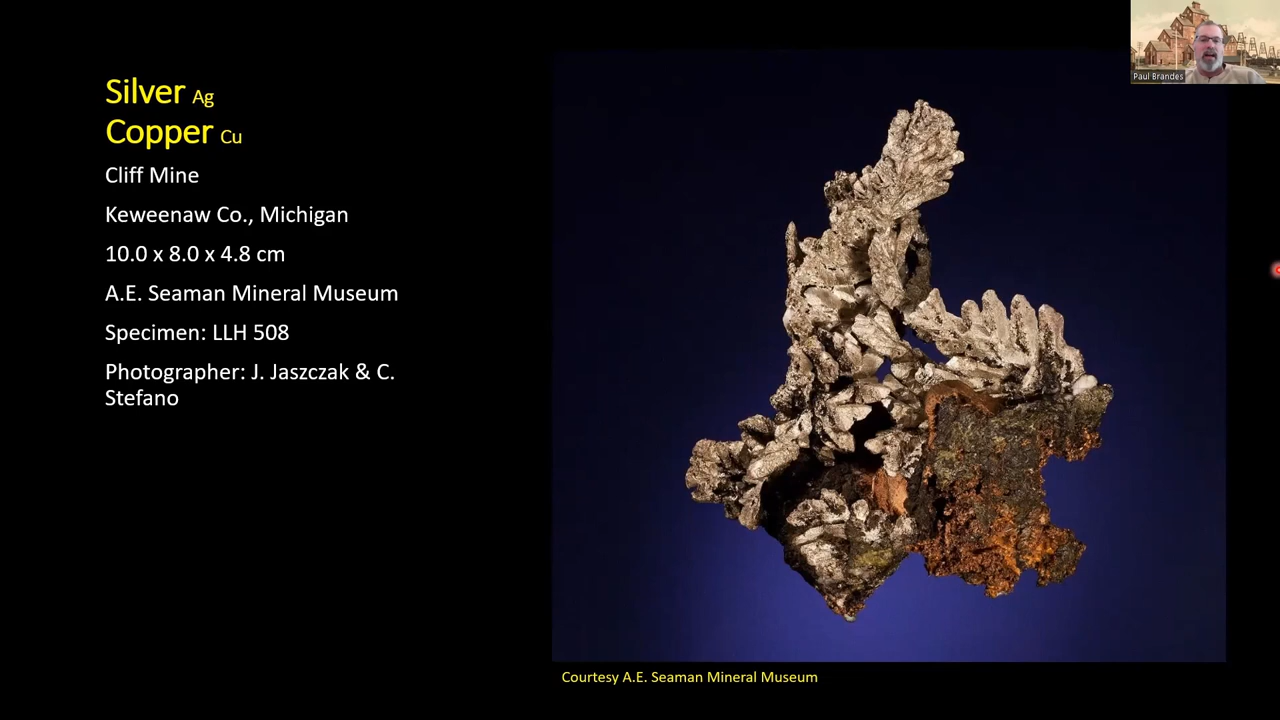 Silver Ag
Copper Cu
Cliff Mine
Keweenaw Co., Michigan
10.0 x 8.0 x 4.8 cm
A.E. Seaman Mineral Museum
Specimen: LLH 508
Photographer: J. Jaszczak & C.
Stefano
Courtesy A.E. Seaman Mineral Museum
Paul Brandes